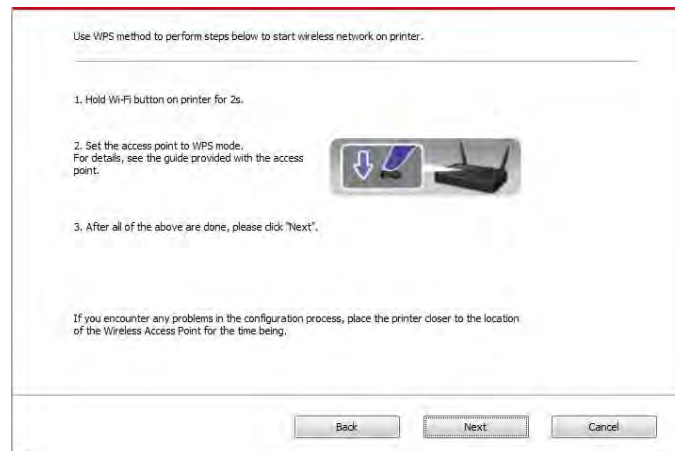 Use WPS method to perform steps below to start wireless network on printer.
1. Hold Wi-Fi button on printer for 2s.
2. Set the access point to WPS mode.
For details, see the guide provided with the access
point.
3. After all of the above are done, please click "Next".
If you encounter any problems in the configuration process, place the printer closer to the location
of the Wireless Access Point for the time being.
Back
Next
Cancel